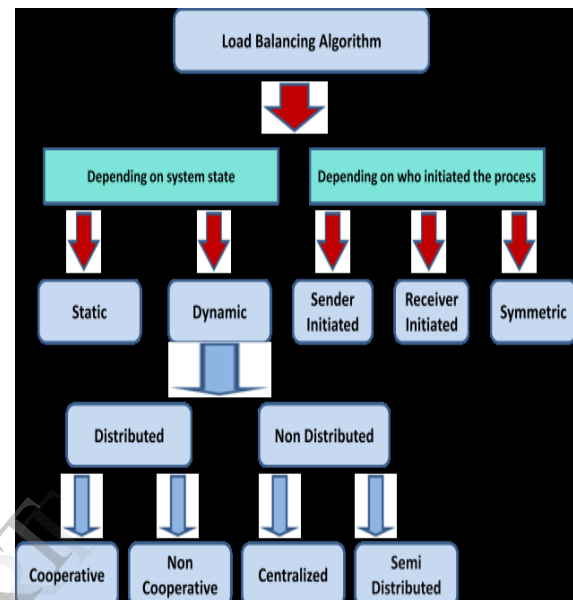 Load Balancing Algorithm
Depending on system state
Depending on who initiated the process
Static
Dynamic
Sender
Initiated
Receiver
Initiated
Symmetric
Distributed
Non Distributed
Cooperative
Non
Cooperative
Centralized
Semi
Distributed